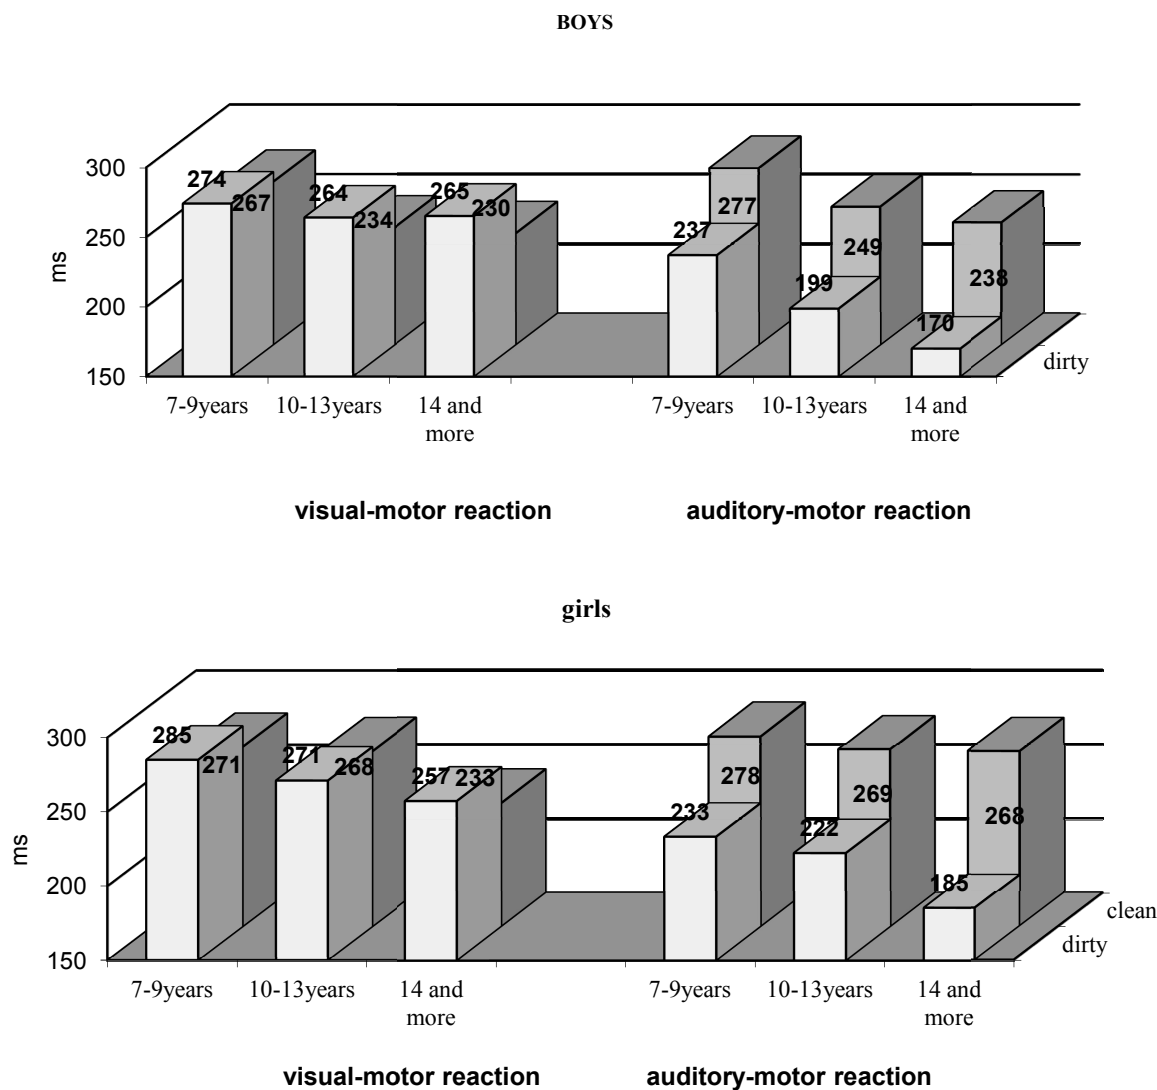 BOYS
300
250
200
150
ms
274
267
264
234
265
230
237
277
199
249
170
238
dirty
7-9years
10-13years
14 and
more
7-9years
10-13years
14 and
more
visual-motor reaction
auditory-motor reaction
girls
300
250
200
150
ms
285
271
271
268
257
233
233
278
222
269
185
268
clean
dirty
7-9years
10-13years
14 and
more
7-9years
10-13years
14 and
more
visual-motor reaction
auditory-motor reaction